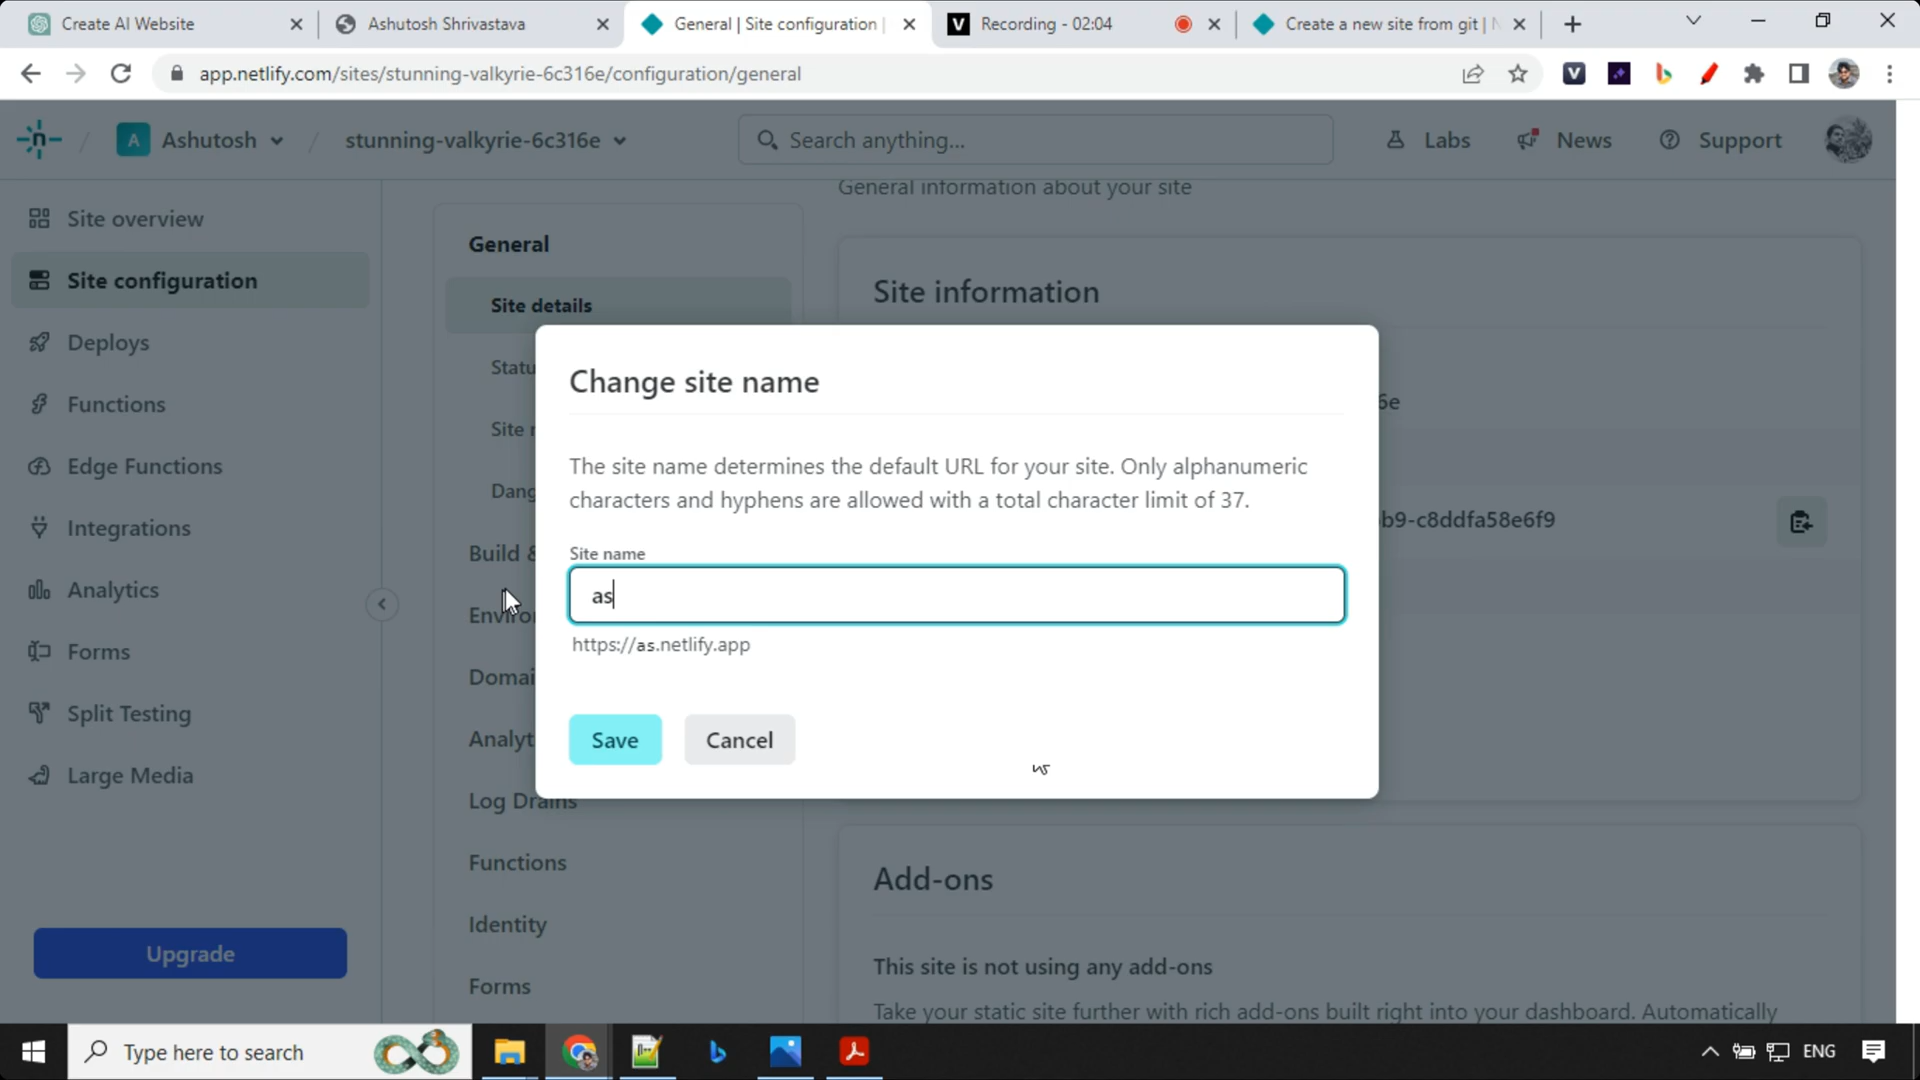 Create AI Website
Ashutosh Shrivastava
General | Site configuration |
Recording - 02:04
Create a new site from git | N
app.netlify.com/sites/stunning-valkyrie-6c316e/configuration/general
A Ashutosh
stunning-valkyrie-6c316e
Search anything...
Labs
News
Support
Site overview
Site configuration
Deploys
Functions
Edge Functions
Integrations
Analytics
Forms
Split Testing
Large Media
Upgrade
General
Site details
Statu
Site
Dang
Build &
Enviro
Domai
Analyt
Log Drains
Functions
Identity
Forms
General information about your site
Site information
6e
b9-c8ddfa58e6f9
Change site name
The site name determines the default URL for your site. Only alphanumeric
characters and hyphens are allowed with a total character limit of 37.
Site name
as
https://as.netlify.app
Save
Cancel
Add-ons
This site is not using any add-ons
Take your static site further with rich add-ons built right into your dashboard. Automatically
Type here to search
ENG